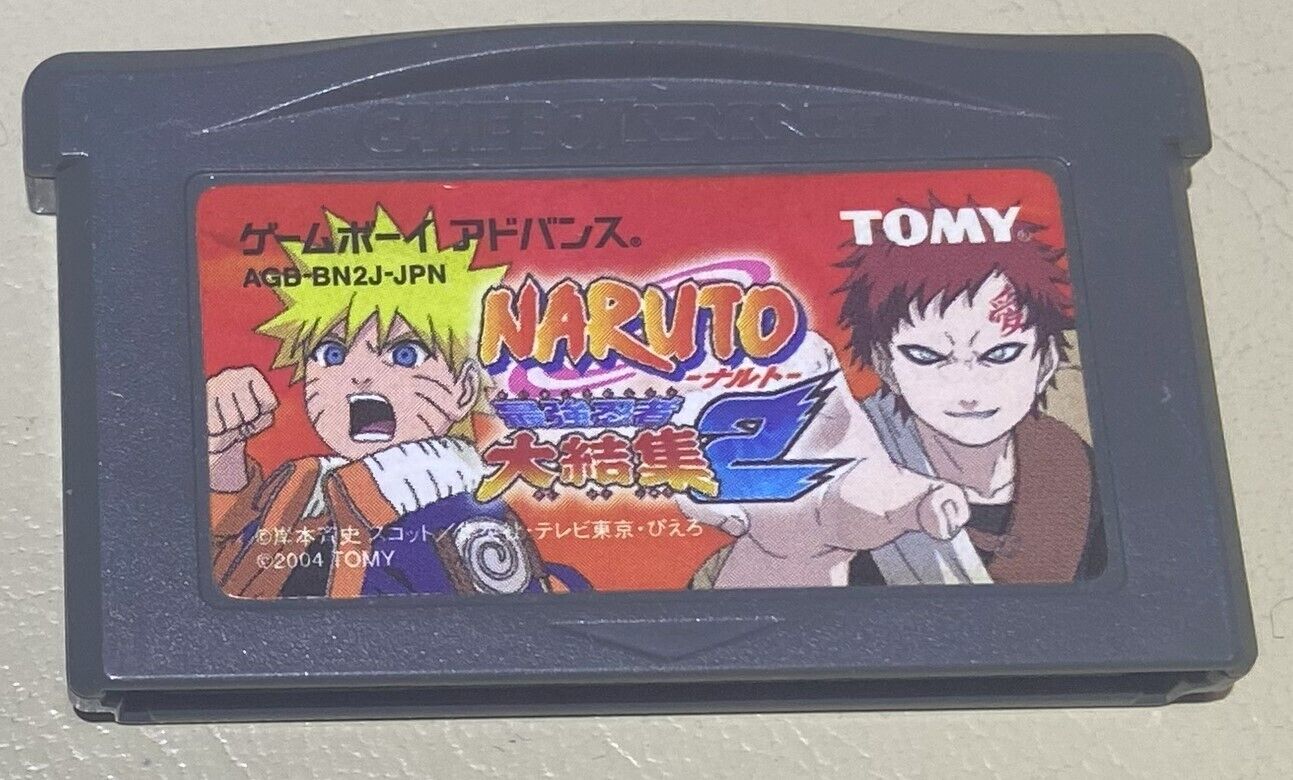 GAME BOY ADVANCE
ゲームボーイ アドバンス®
TOMY®
AGB-BN2J-JPN
NARUTO
-ナルト-
最強忍者
大結集2
愛
©岸本斉史 スコット/集英社・テレビ東京・ぴえろ
©2004 TOMY